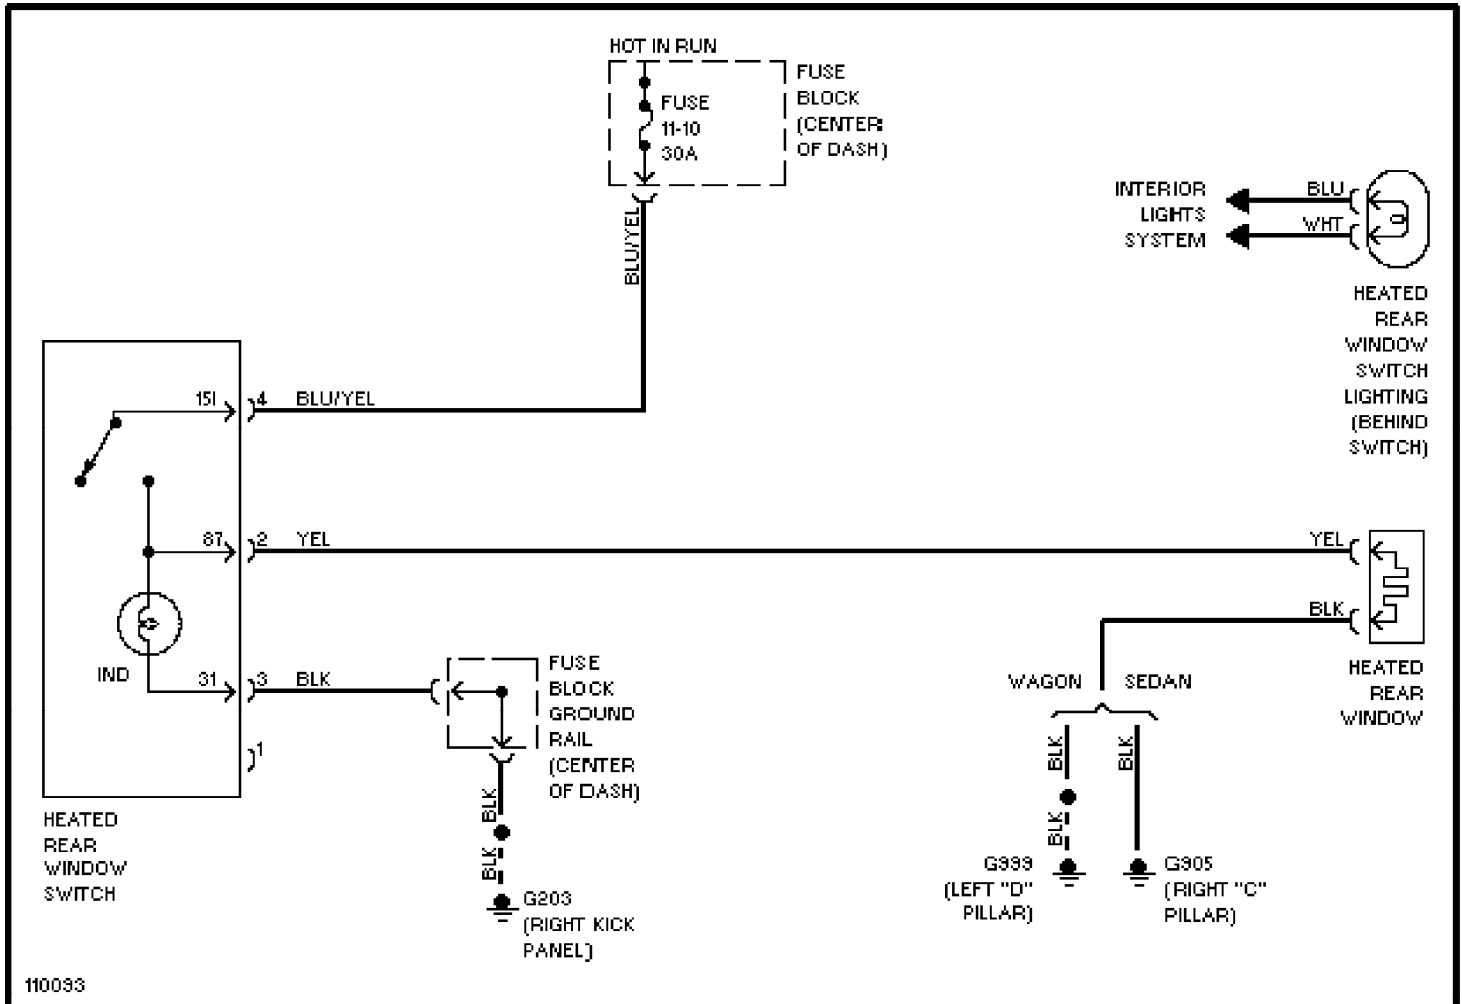 HOT IN RUN
FUSE
11-10
30A
FUSE
BLOCK
(CENTER
OF DASH)
BLU/YEL
INTERIOR
LIGHTS
SYSTEM
BLU
WHT
HEATED
REAR
WINDOW
SWITCH
LIGHTING
(BEHIND
SWITCH)
15I 4 BLU/YEL
87 2 YEL
YEL
BLK
HEATED
REAR
WINDOW
IND
31 3 BLK
1
HEATED
REAR
WINDOW
SWITCH
FUSE
BLOCK
GROUND
RAIL
(CENTER
OF DASH)
BLK
BLK
G203
(RIGHT KICK
PANEL)
WAGON SEDAN
BLK
BLK
BLK
G999
(LEFT "D"
PILLAR)
G905
(RIGHT "C"
PILLAR)
110093